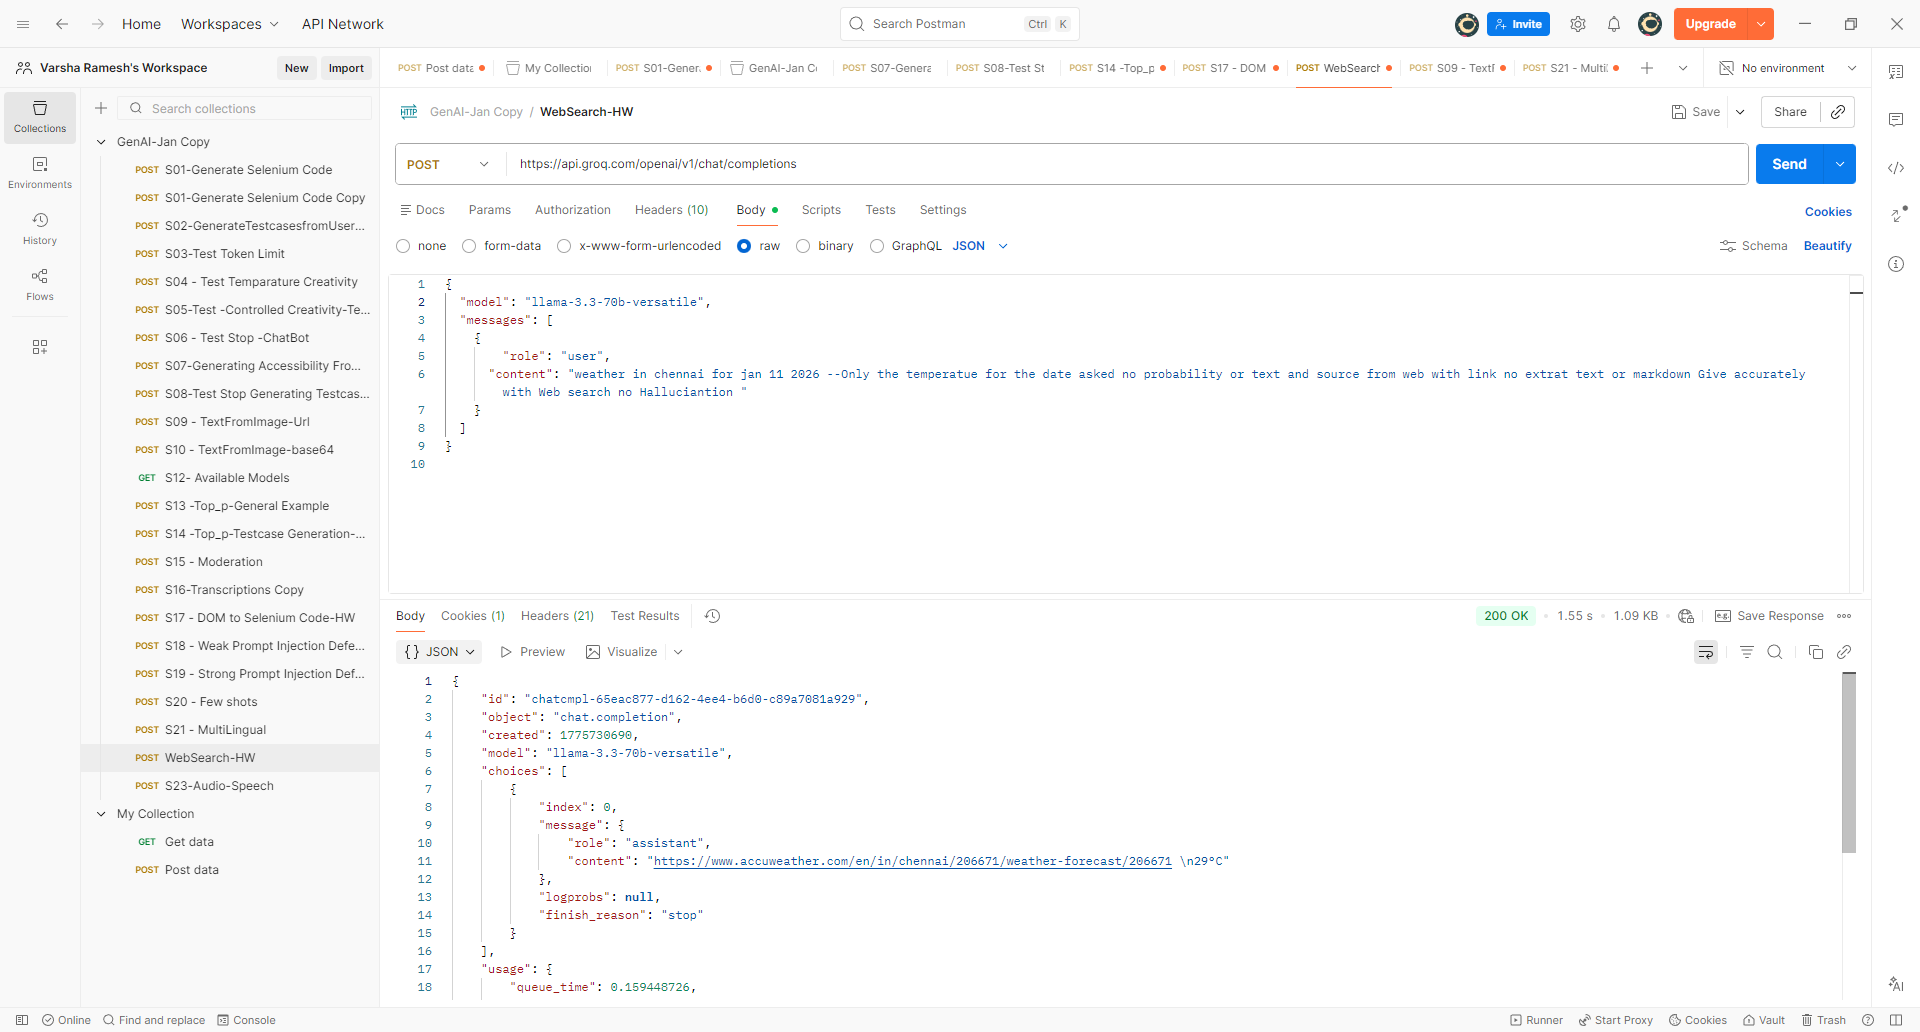 Home Workspaces API Network Search Postman Ctrl K Invite Upgrade
Varsha Ramesh's Workspace New Import POST Post data My Collection POST S01-Gener. GenAI-Jan C POST S07-Genera POST S08-Test St POST S14 -Top_p POST S17 - DOM POST WebSearch POST S09 - TextF POST S21 - Multi No environment
Collections
Environments
History
Flows
Search collections
GenAI-Jan Copy
POST S01-Generate Selenium Code
POST S01-Generate Selenium Code Copy
POST S02-GenerateTestcasesfromUser...
POST S03-Test Token Limit
POST S04 - Test Temparature Creativity
POST S05-Test -Controlled Creativity-Te...
POST S06 - Test Stop -ChatBot
POST S07-Generating Accessibility Fro...
POST S08-Test Stop Generating Testcas...
POST S09 - TextFromImage-Url
POST S10 - TextFromImage-base64
GET S12- Available Models
POST S13 -Top_p-General Example
POST S14 -Top_p-Testcase Generation-...
POST S15 - Moderation
POST S16-Transcriptions Copy
POST S17 - DOM to Selenium Code-HW
POST S18 - Weak Prompt Injection Defe...
POST S19 - Strong Prompt Injection Def...
POST S20 - Few shots
POST S21 - MultiLingual
POST WebSearch-HW
POST S23-Audio-Speech
My Collection
GET Get data
POST Post data
HTTP GenAI-Jan Copy / WebSearch-HW Save Share
POST https://api.groq.com/openai/v1/chat/completions Send
Docs Params Authorization Headers (10) Body Scripts Tests Settings Cookies
none form-data x-www-form-urlencoded raw binary GraphQL JSON Schema Beautify
1 {
2 "model": "llama-3.3-70b-versatile",
3 "messages": [
4 {
5 "role": "user",
6 "content": "weather in chennai for jan 11 2026 --Only the temperatue for the date asked no probability or text and source from web with link no extrat text or markdown Give accurately
with Web search no Halluciantion "
7 }
8 ]
9 }
10
Body Cookies (1) Headers (21) Test Results 200 OK 1.55 s 1.09 KB e.g. Save Response
{} JSON Preview Visualize
1 {
2 "id": "chatcmpl-65eac877-d162-4ee4-b6d0-c89a7081a929",
3 "object": "chat.completion",
4 "created": 1775730690,
5 "model": "llama-3.3-70b-versatile",
6 "choices": [
7 {
8 "index": 0,
9 "message": {
10 "role": "assistant",
11 "content": "https://www.accuweather.com/en/in/chennai/206671/weather-forecast/206671 \n29°C"
12 },
13 "logprobs": null,
14 "finish_reason": "stop"
15 }
16 ],
17 "usage": {
18 "queue_time": 0.159448726,
AI
Online Find and replace Console Runner Start Proxy Cookies Vault Trash